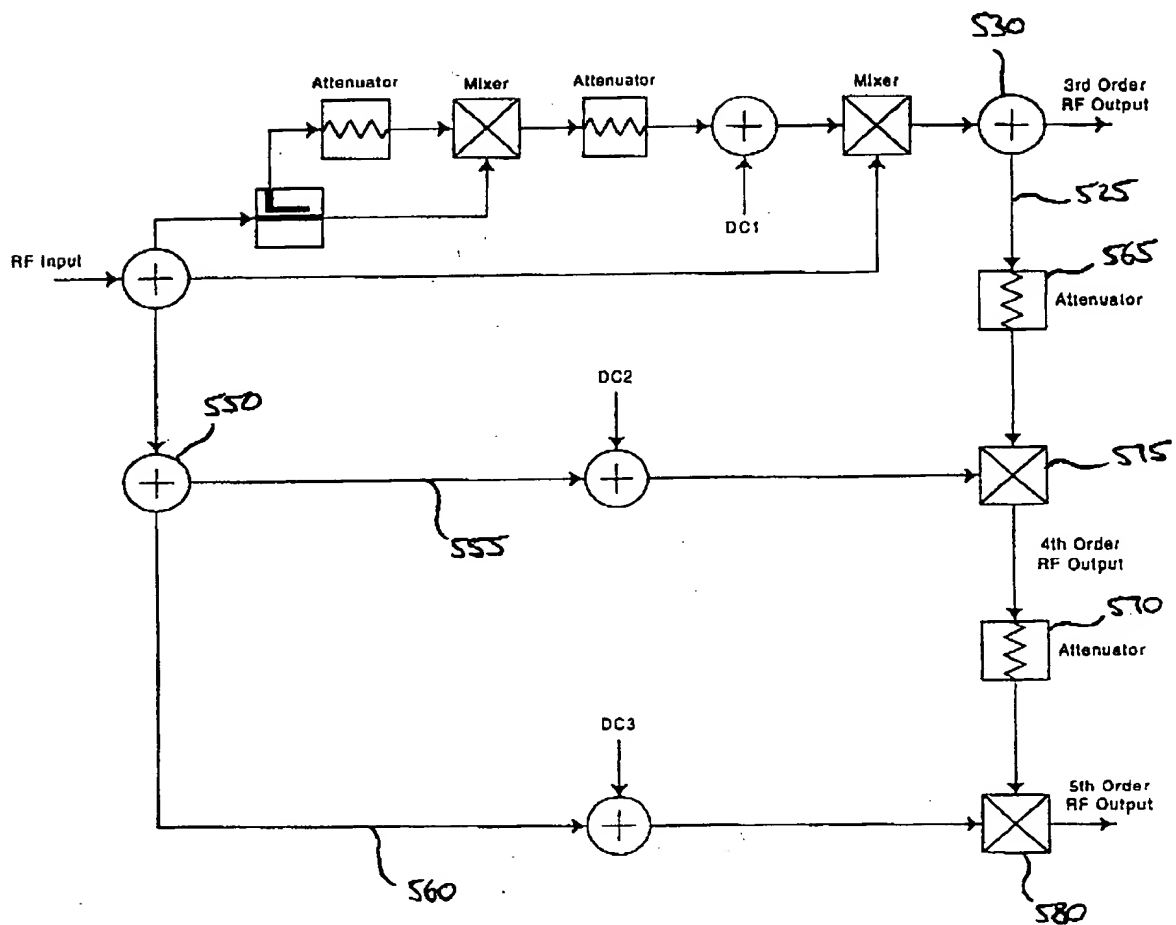 530
Attenuator
Mixer
Attenuator
Mixer
3rd Order
RF Output
525
DC1
RF Input
565
Attenuator
DC2
550
575
555
4th Order
RF Output
570
Attenuator
DC3
5th Order
RF Output
560
580